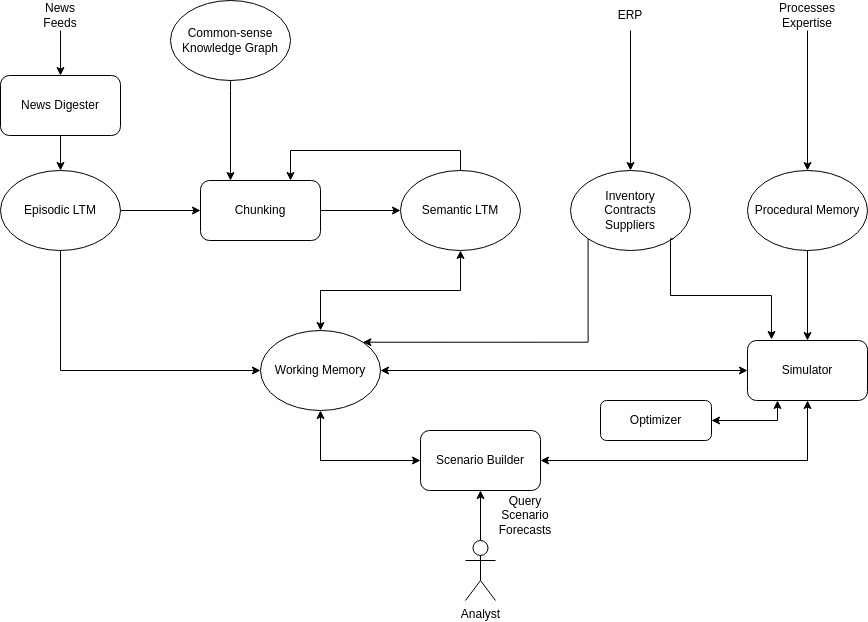 News
Feeds
Common-sense
Knowledge Graph
ERP
Processes
Expertise
News Digester
Episodic LTM
Chunking
Semantic LTM
Inventory
Contracts
Suppliers
Procedural Memory
Working Memory
Simulator
Optimizer
Scenario Builder
Query
Scenario
Forecasts
Analyst